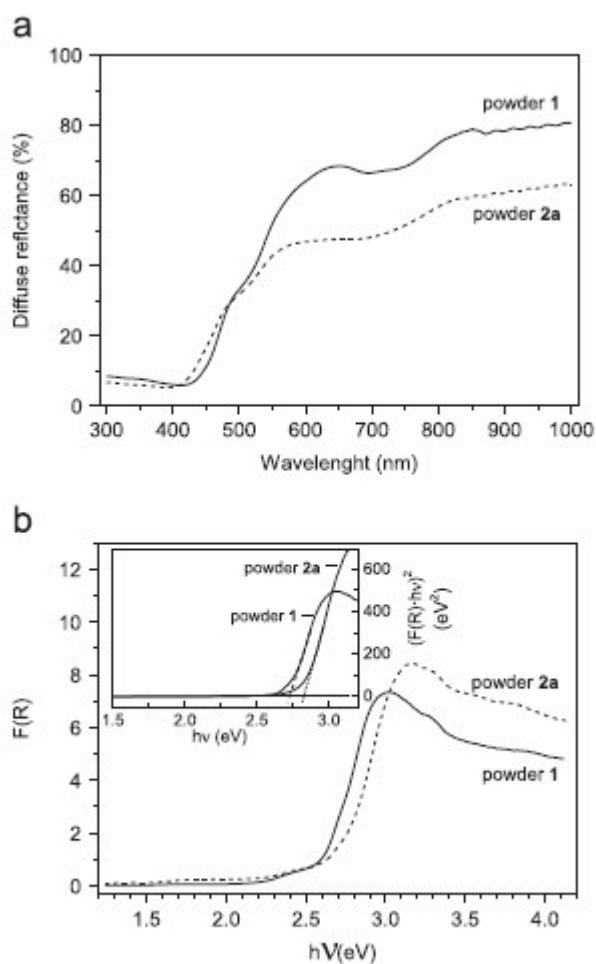 a
100
80
60
40
20
0
powder 1
powder 2a
Diffuse reflctance (%)
300 400 500 600 700 800 900 1000
Wavelenght (nm)
b
12
10
8
6
4
2
0
F(R)
powder 2a
powder 1
600
400
200
0
(F(R)·hν)²
(eV²)
1.5 2.0 2.5 3.0
hν (eV)
powder 2a
powder 1
1.5 2.0 2.5 3.0 3.5 4.0
hV(eV)